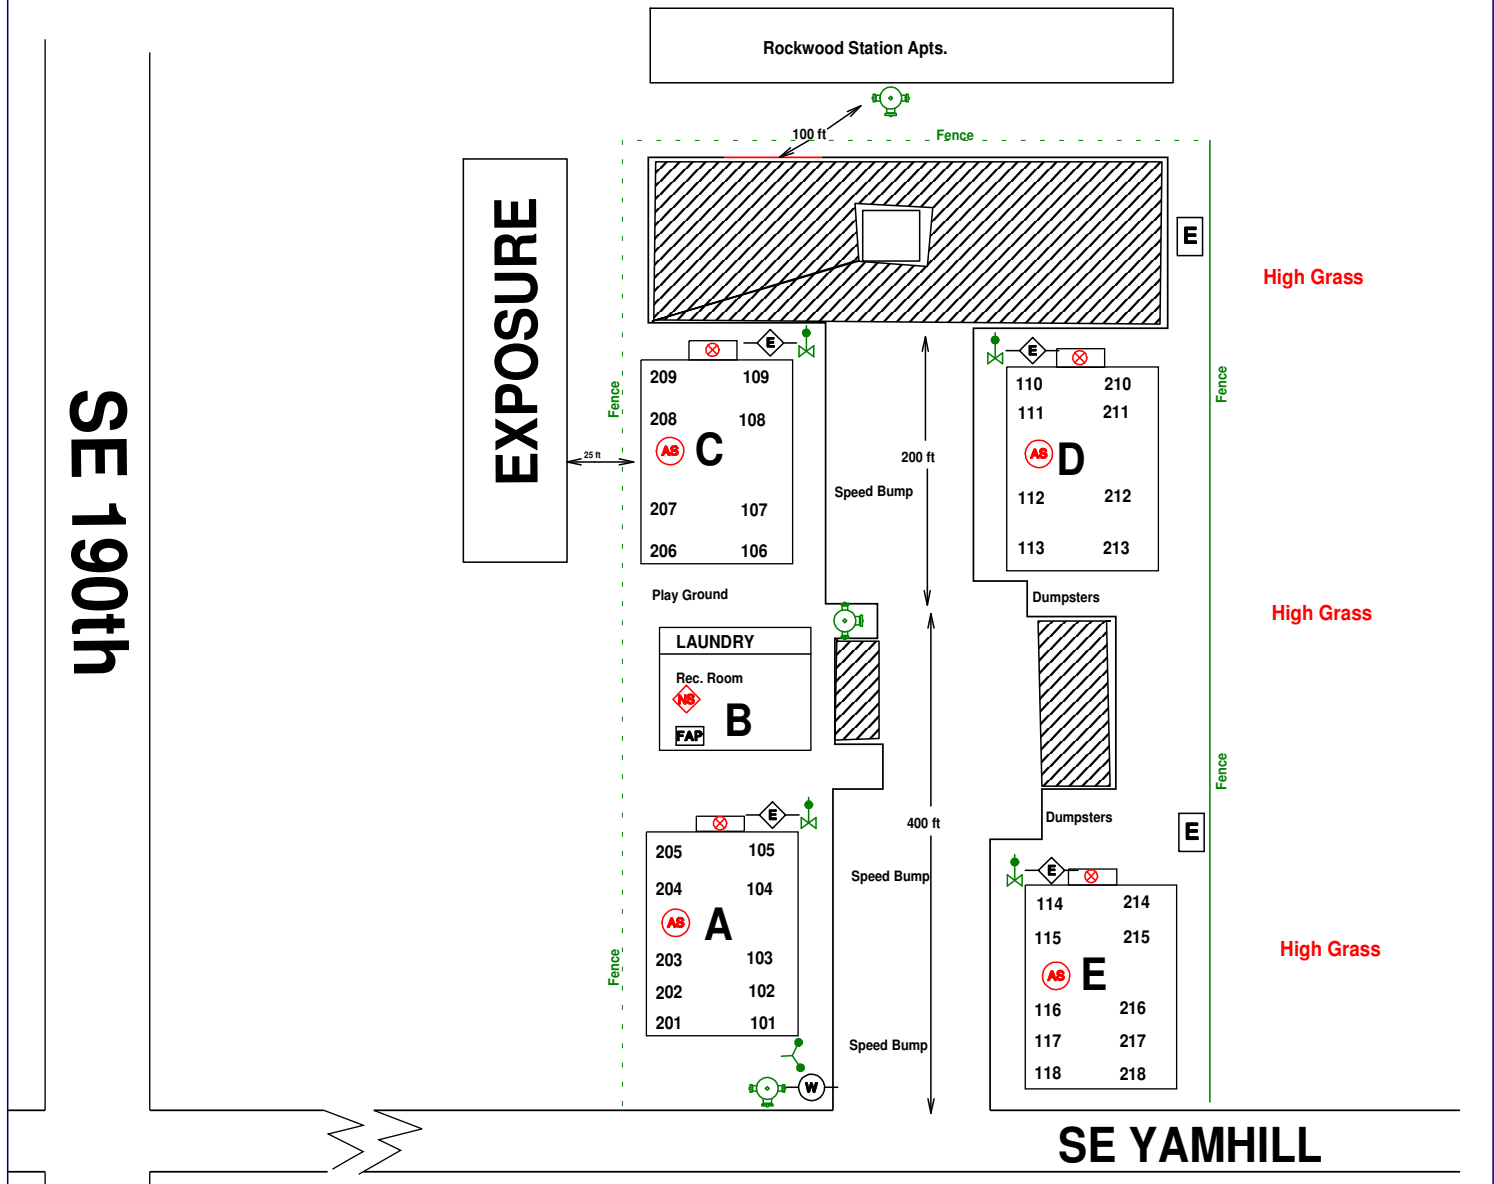 Rockwood Station Apts.
100 ft
Fence
EXPOSURE
E
High Grass
SE 190th
E
E
209 109
110 210
Fence
Fence
208 108
111 211
AS C
AS D
25 ft
200 ft
Speed Bump
207 107
112 212
206 106
113 213
Play Ground
Dumpsters
High Grass
LAUNDRY
Rec. Room
NS
B
FAP
Fence
E
Dumpsters
400 ft
E
205 105
Speed Bump
E
204 104
114 214
AS A
115 215
203 103
Fence
AS E
202 102
116 216
201 101
117 217
Speed Bump
118 218
High Grass
W
SE YAMHILL